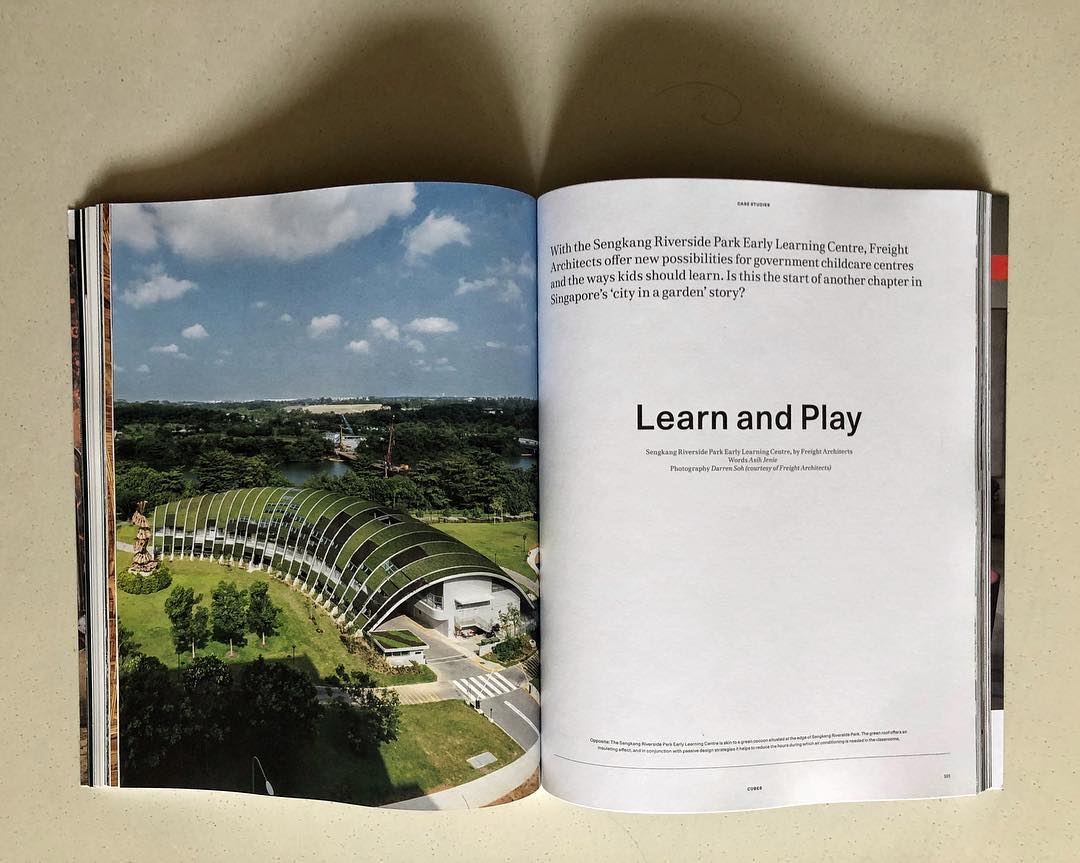 CASE STUDIES
With the Sengkang Riverside Park Early Learning Centre, Freight
Architects offer new possibilities for government childcare centres
and the ways kids should learn. Is this the start of another chapter in
Singapore's ‘city in a garden’ story?
Learn and Play
Sengkang Riverside Park Early Learning Centre, by Freight Architects
Words Asih Jenie
Photography Darren Soh (courtesy of Freight Architects)
Opposite: The Sengkang Riverside Park Early Learning Centre is akin to a green cocoon situated at the edge of Sengkang Riverside Park. The green roof offers an
insulating effect, and in conjunction with passive design strategies it helps to reduce the hours during which air conditioning is needed in the classrooms.
CUBES